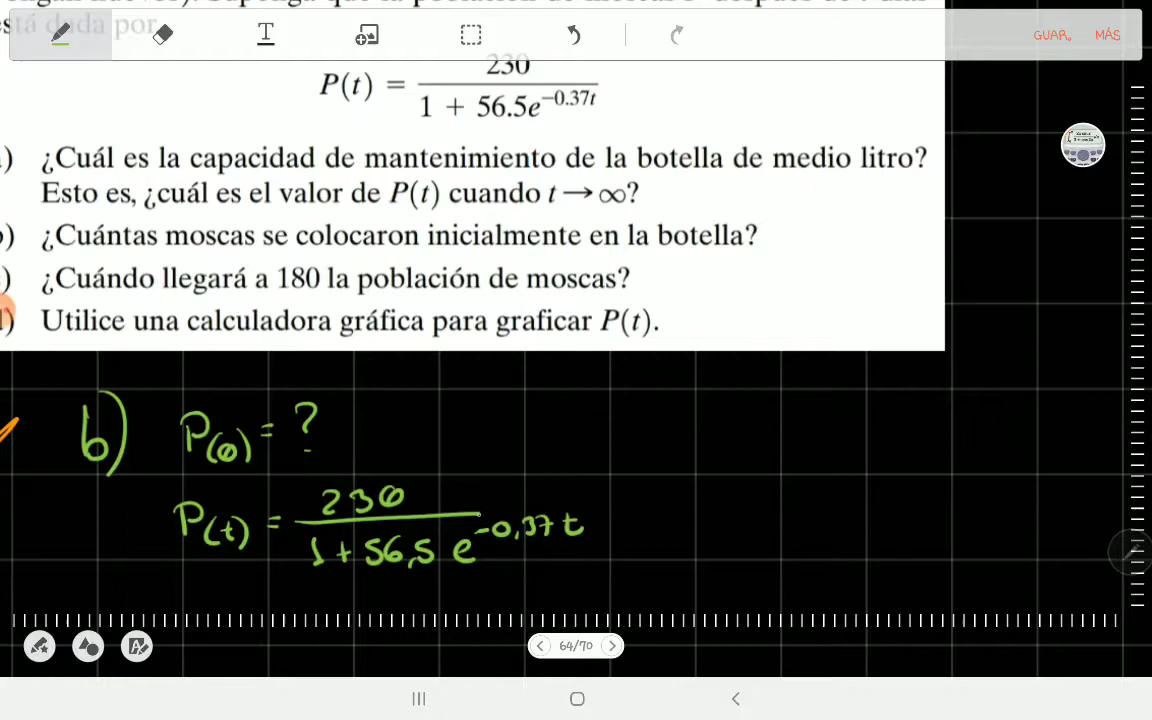 stá dada por
GUAR. MÁS
P(t) = 230 / 1 + 56.5e^−0.37t
) ¿Cuál es la capacidad de mantenimiento de la botella de medio litro?
Esto es, ¿cuál es el valor de P(t) cuando t → ∞?
) ¿Cuántas moscas se colocaron inicialmente en la botella?
) ¿Cuándo llegará a 180 la población de moscas?
) Utilice una calculadora gráfica para graficar P(t).
b) P(0) = ?
P(t) = 230 / 1 + 56,5 e^-0,37 t
64/70